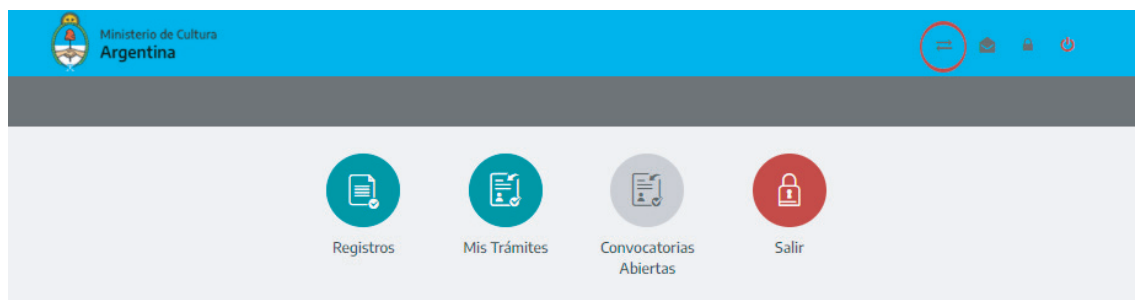 Ministerio de Cultura
Argentina
Registros
Mis Trámites
Convocatorias
Abiertas
Salir